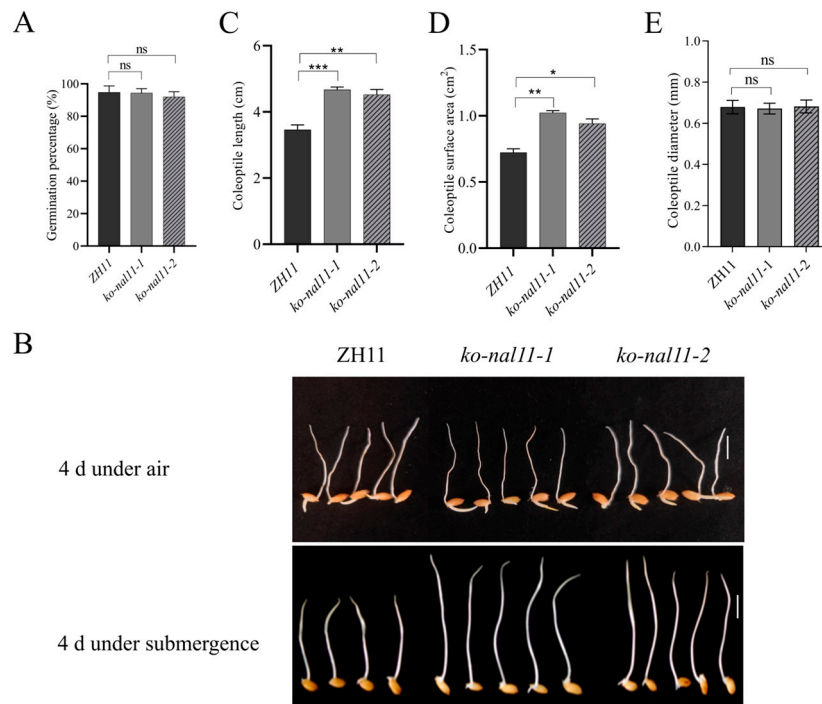 A
Germination percentage (%)
100
80
60
40
20
0
ns
ns
ZH11
ko-nal11-1
ko-nal11-2
C
Coleoptile length (cm)
6
4
2
0
**
***
ZH11
ko-nal11-1
ko-nal11-2
D
Coleoptile surface area (cm²)
1.5
1.0
0.5
0.0
*
**
ZH11
ko-nal11-1
ko-nal11-2
E
Coleoptile diameter (mm)
1.0
0.8
0.6
0.4
0.2
0.0
ns
ns
ZH11
ko-nal11-1
ko-nal11-2
B
ZH11 ko-nal11-1 ko-nal11-2
4 d under air
4 d under submergence